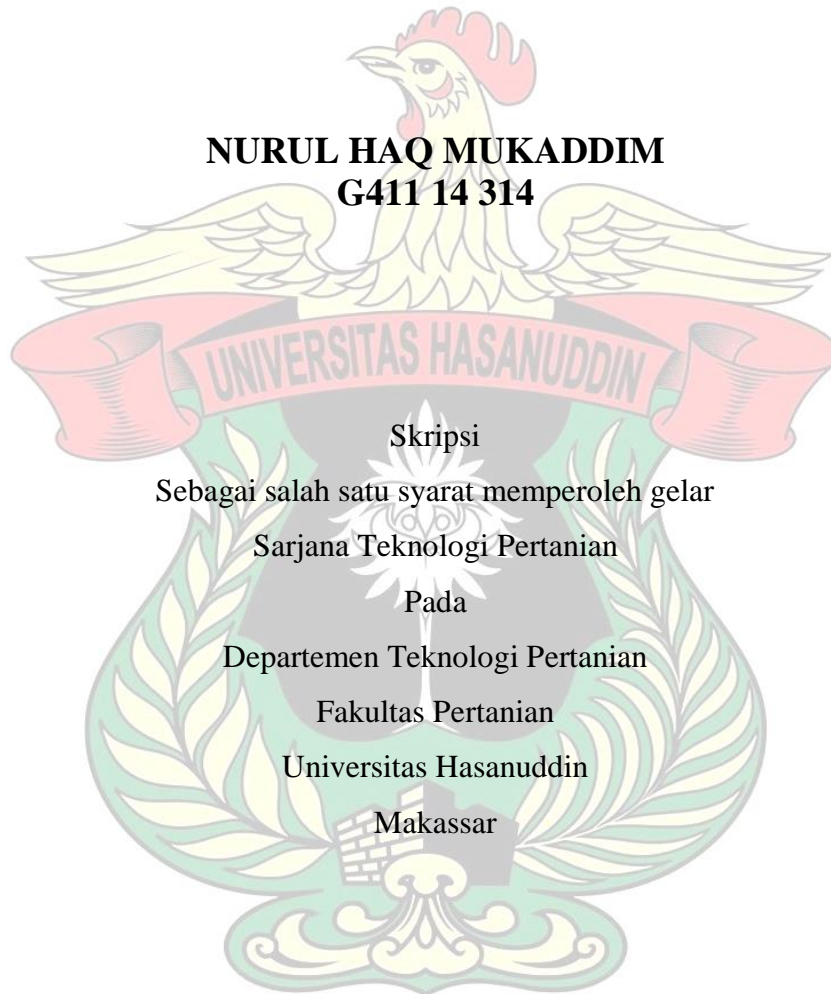 NURUL HAQ MUKADDIM
G411 14 314
UNIVERSITAS HASANUDDIN
Skripsi
Sebagai salah satu syarat memperoleh gelar
Sarjana Teknologi Pertanian
Pada
Departemen Teknologi Pertanian
Fakultas Pertanian
Universitas Hasanuddin
Makassar